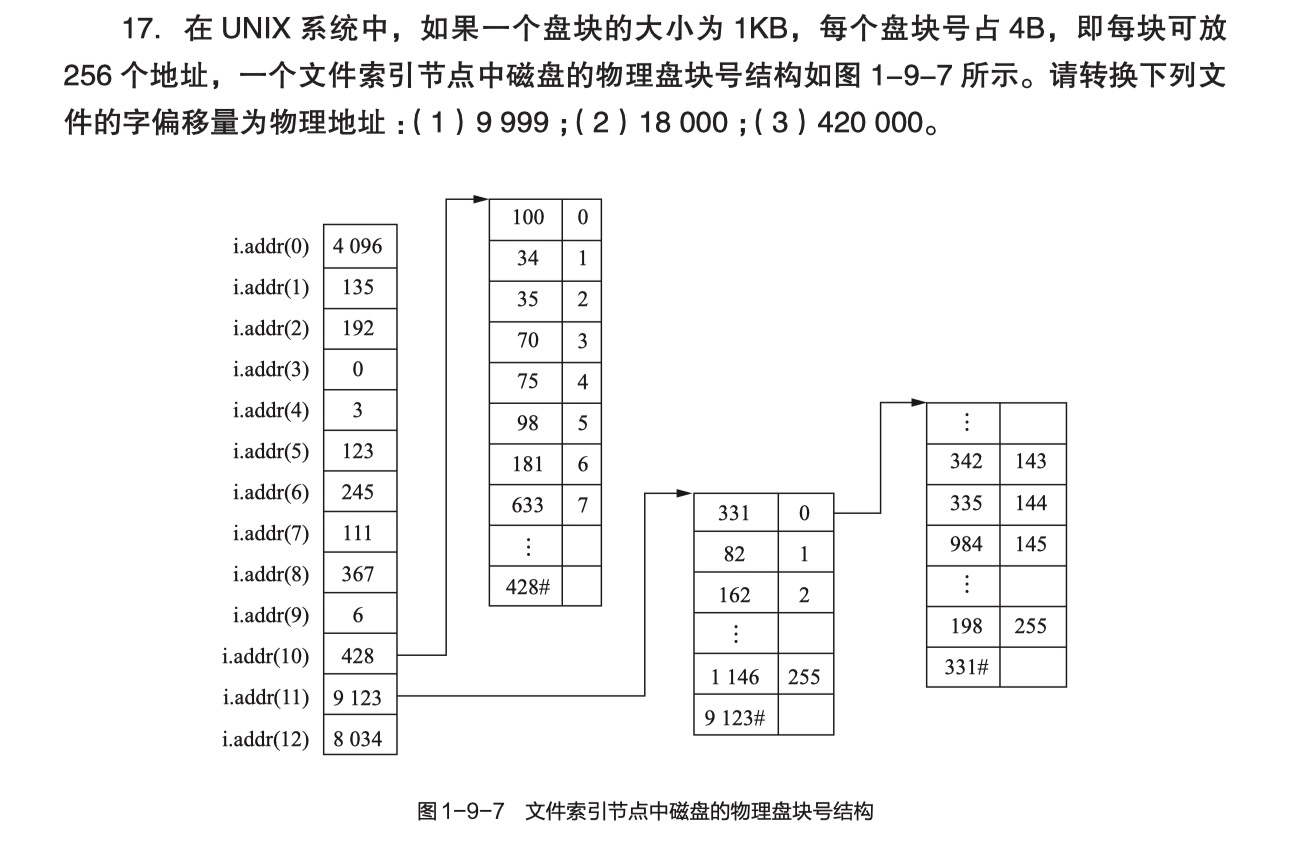 17. 在 UNIX 系统中，如果一个盘块的大小为 1KB，每个盘块号占 4B，即每块可放
256 个地址，一个文件索引节点中磁盘的物理盘块号结构如图 1-9-7 所示。请转换下列文
件的字偏移量为物理地址：(1) 9 999；(2) 18 000；(3) 420 000。
i.addr(0) 4 096
i.addr(1) 135
i.addr(2) 192
i.addr(3) 0
i.addr(4) 3
i.addr(5) 123
i.addr(6) 245
i.addr(7) 111
i.addr(8) 367
i.addr(9) 6
i.addr(10) 428
i.addr(11) 9 123
i.addr(12) 8 034
100 0
34 1
35 2
70 3
75 4
98 5
181 6
633 7
⋮
428#
331 0
82 1
162 2
⋮
1 146 255
9 123#
⋮
342 143
335 144
984 145
⋮
198 255
331#
图 1-9-7 文件索引节点中磁盘的物理盘块号结构